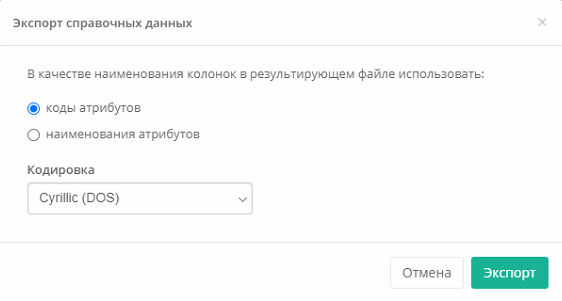 Экспорт справочных данных
×
В качестве наименования колонок в результирующем файле использовать:
коды атрибутов
наименования атрибутов
Кодировка
Cyrillic (DOS)
Отмена Экспорт